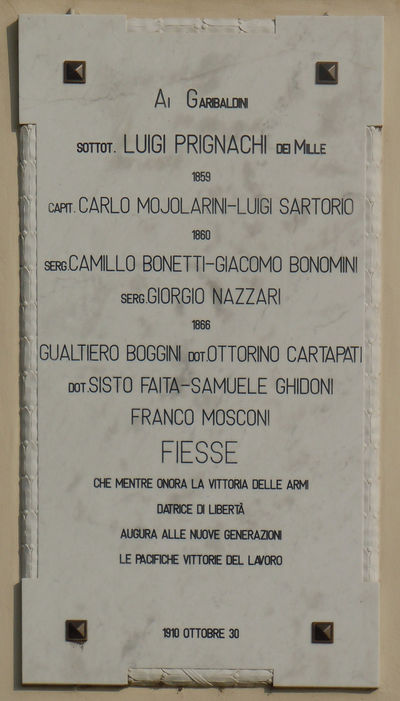 Ai Garibaldini
SOTTOT. LUIGI PRIGNACHI DEI MILLE
1859
CAPIT. CARLO MOJOLARINI-LUIGI SARTORIO
1860
SERG. CAMILLO BONETTI-GIACOMO BONOMINI
SERG. GIORGIO NAZZARI
1866
GUALTIERO BOGGINI DOT. OTTORINO CARTAPATI
DOT. SISTO FAITA-SAMUELE GHIDONI
FRANCO MOSCONI
FIESSE
CHE MENTRE ONORA LA VITTORIA DELLE ARMI
DATRICE DI LIBERTÀ
AUGURA ALLE NUOVE GENERAZIONI
LE PACIFICHE VITTORIE DEL LAVORO
1910 OTTOBRE 30